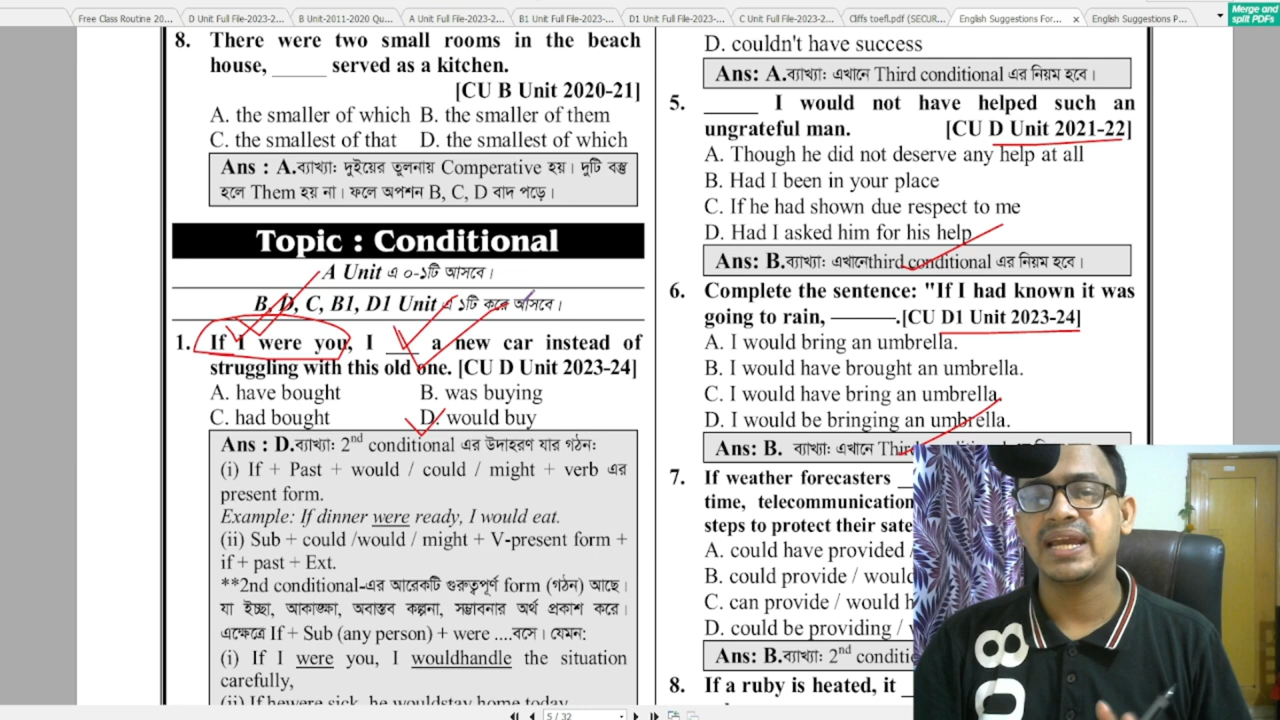 Free Class Routine 20...
D Unit Full File-2023-2...
B Unit-2011-2020 Qu...
A Unit Full File-2023-2...
B1 Unit Full File-2023-...
D1 Unit Full File-2023-...
C Unit Full File-2023-2...
Cliffs toefl.pdf (SECUR...
English Suggestions For...
English Suggestions P...
Merge and
split PDFs
8. There were two small rooms in the beach
house, _____ served as a kitchen.
[CU B Unit 2020-21]
A. the smaller of which B. the smaller of them
C. the smallest of that D. the smallest of which
Ans : A.ব্যাখ্যা: দুইয়ের তুলনায় Comperative হয়। দুটি বস্তু
হলে Them হয় না। ফলে অপশন B, C, D বাদ পড়ে।
Topic : Conditional
A Unit এ ০-১টি আসবে।
B, D, C, B1, D1 Unit এ ১টি করে আসবে।
1. If I were you, I ___ a new car instead of
struggling with this old one. [CU D Unit 2023-24]
A. have bought B. was buying
C. had bought D. would buy
Ans : D.ব্যাখ্যা: 2nd conditional এর উদাহরণ যার গঠন:
(i) If + Past + would / could / might + verb এর
present form.
Example: If dinner were ready, I would eat.
(ii) Sub + could /would / might + V-present form +
if + past + Ext.
**2nd conditional-এর আরেকটি গুরুত্বপূর্ণ form (গঠন) আছে।
যা ইচ্ছা, আকাঙ্ক্ষা, অবাস্তব কল্পনা, সম্ভাবনার অর্থ প্রকাশ করে।
এক্ষেত্রে If + Sub (any person) + were ....বসে। যেমন:
(i) If I were you, I wouldhandle the situation
carefully,
(ii) If hewere sick, he wouldstay home today
D. couldn't have success
Ans: A.ব্যাখ্যা: এখানে Third conditional এর নিয়ম হবে।
5. _____ I would not have helped such an
ungrateful man. [CU D Unit 2021-22]
A. Though he did not deserve any help at all
B. Had I been in your place
C. If he had shown due respect to me
D. Had I asked him for his help
Ans: B.ব্যাখ্যা: এখানেthird conditional এর নিয়ম হবে।
6. Complete the sentence: "If I had known it was
going to rain, ———.[CU D1 Unit 2023-24]
A. I would bring an umbrella.
B. I would have brought an umbrella.
C. I would have bring an umbrella.
D. I would be bringing an umbrella.
Ans: B. ব্যাখ্যা: এখানে
7. If weather forecasters
time, telecommunication
steps to protect their
A. could have provided /
B. could provide /
C. can provide / would
D. could be providing /
Ans: B.ব্যাখ্যা: 2nd
8. If a ruby is heated, it
5 / 32